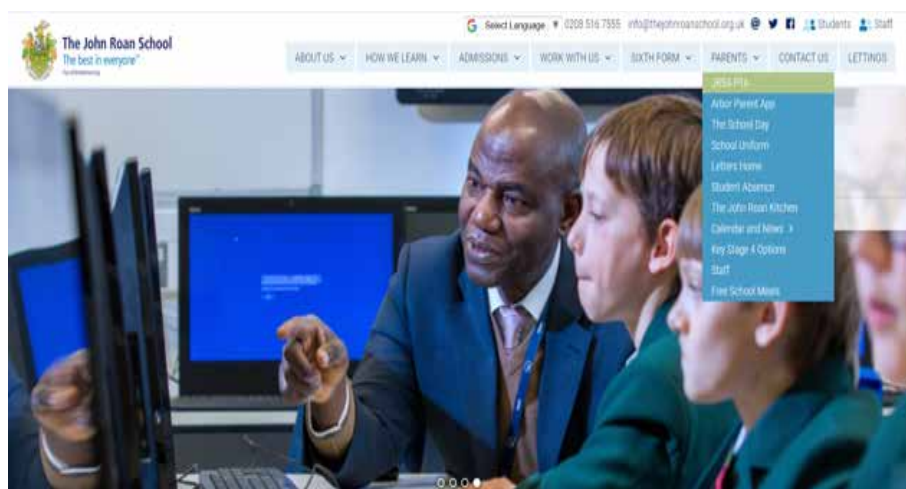 The John Roan School
"The best in everyone"
Select Language ▼ 0208 516 7555 info@thejohnroanschool.org.uk @ Students Staff
ABOUT US HOW WE LEARN ADMISSIONS WORK WITH US SIXTH FORM PARENTS CONTACT US LETTINGS
JRSA PTA
Arbor Parent App
The School Day
School Uniform
Letters Home
Student Absence
The John Roan Kitchen
Calendar and News >
Key Stage 4 Options
Staff
Free School Meals